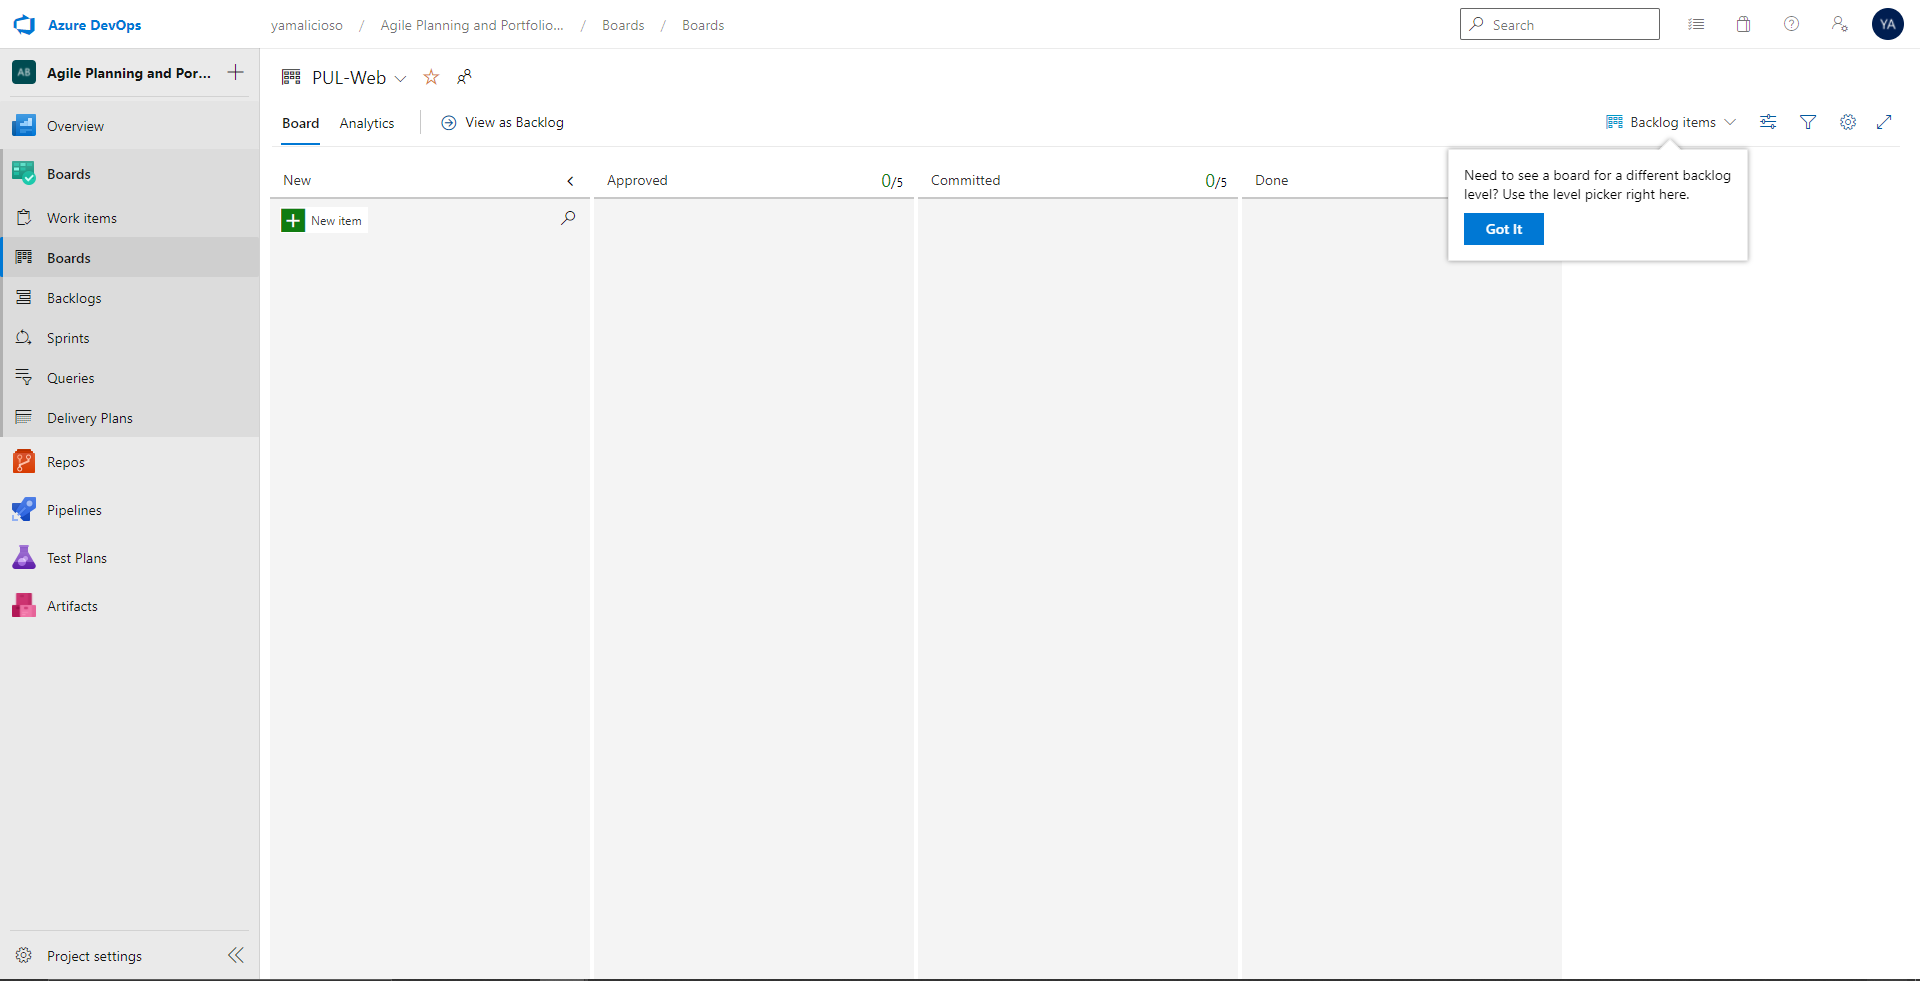 Azure DevOps
yamalicioso / Agile Planning and Portfolio... / Boards / Boards
Search
YA
AB Agile Planning and Por...
Overview
Boards
Work items
Boards
Backlogs
Sprints
Queries
Delivery Plans
Repos
Pipelines
Test Plans
Artifacts
Project settings
PUL-Web
Board Analytics View as Backlog
Backlog items
New
Approved 0/5
Committed 0/5
Done
New item
Need to see a board for a different backlog
level? Use the level picker right here.
Got It